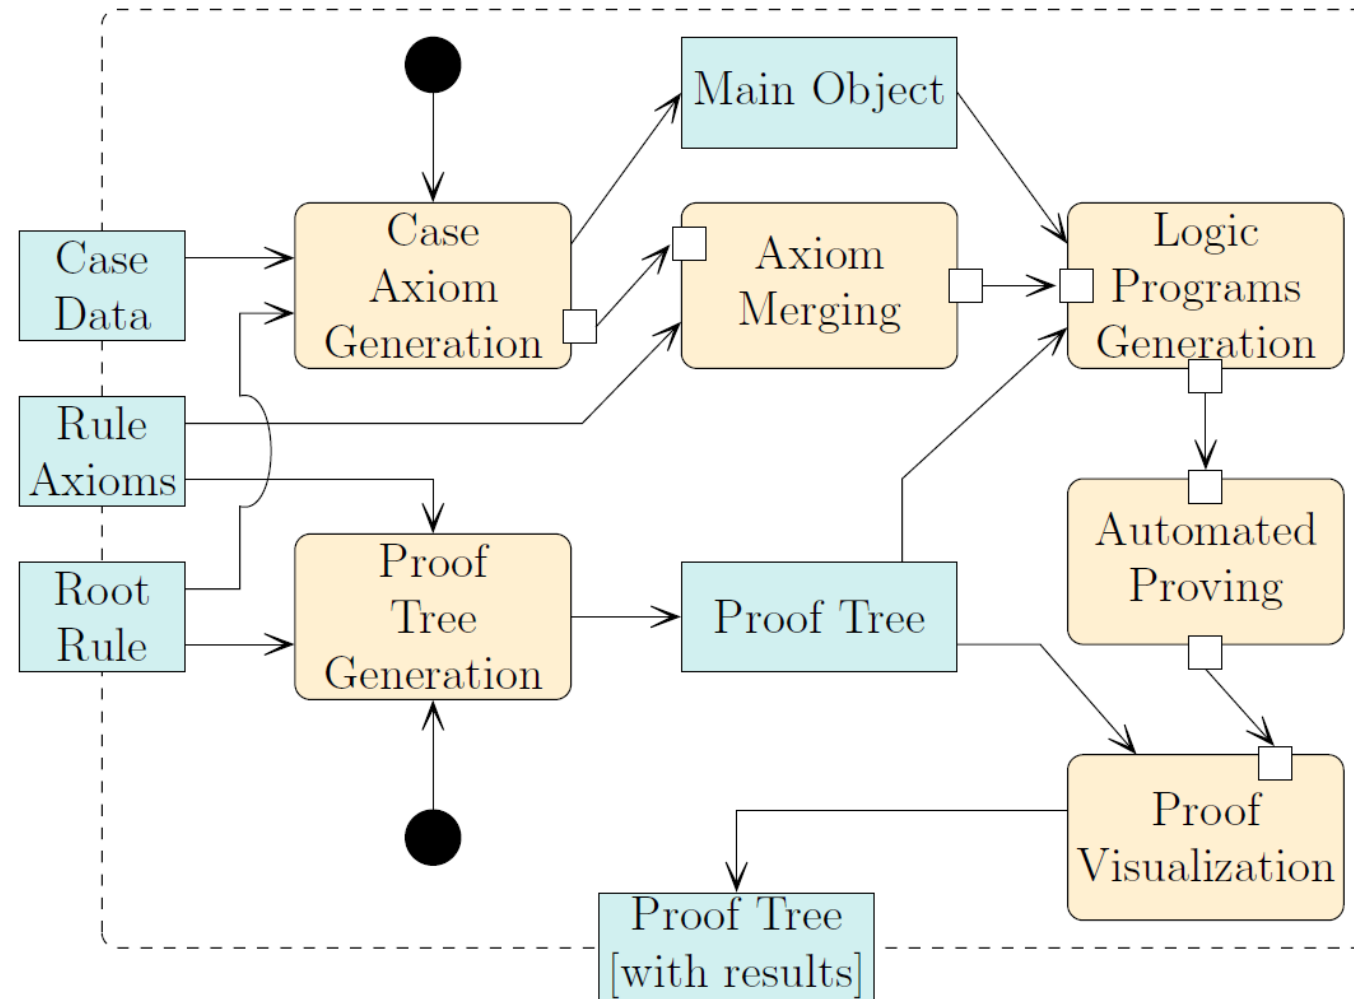 Main Object
Case
Axiom
Generation
Axiom
Merging
Logic
Programs
Generation
Case
Data
Rule
Axioms
Root
Rule
Proof
Tree
Generation
Proof Tree
Automated
Proving
Proof
Visualization
Proof Tree
[with results]